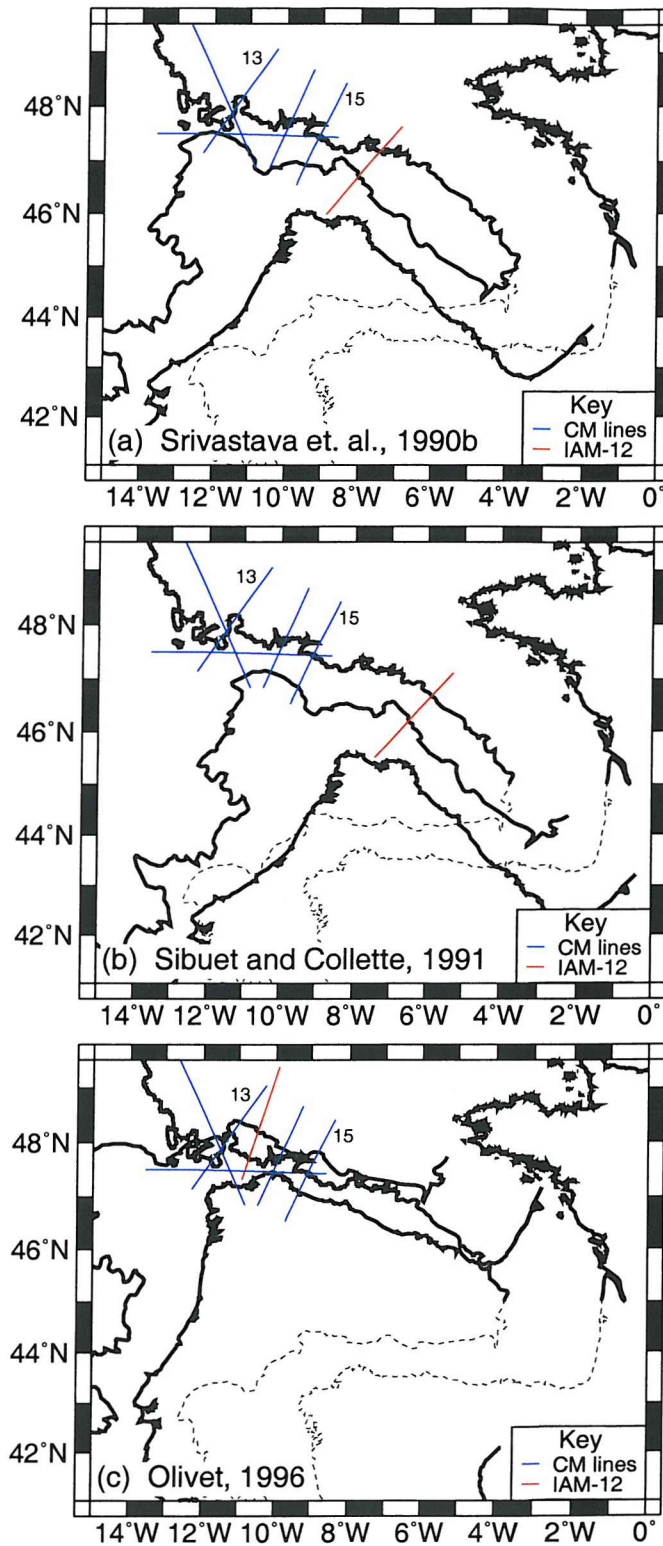 13
15
48°N
46°N
44°N
42°N
Key
CM lines
IAM-12
(a) Srivastava et. al., 1990b
14°W 12°W 10°W 8°W 6°W 4°W 2°W 0°
13
15
48°N
46°N
44°N
42°N
Key
CM lines
IAM-12
(b) Sibuet and Collette, 1991
14°W 12°W 10°W 8°W 6°W 4°W 2°W 0°
13
15
48°N
46°N
44°N
42°N
Key
CM lines
IAM-12
(c) Olivet, 1996
14°W 12°W 10°W 8°W 6°W 4°W 2°W 0°